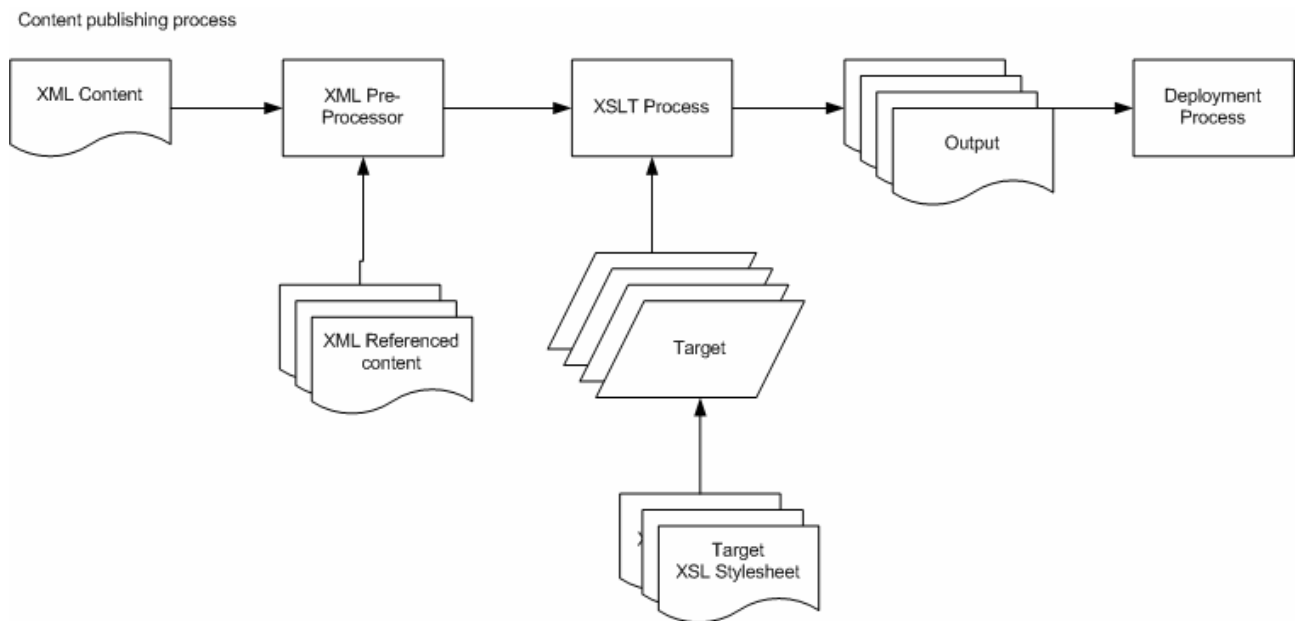 Content publishing process
XML Content
XML Pre-
Processor
XSLT Process
Output
Deployment
Process
XML Referenced
content
Target
Target
XSL Stylesheet